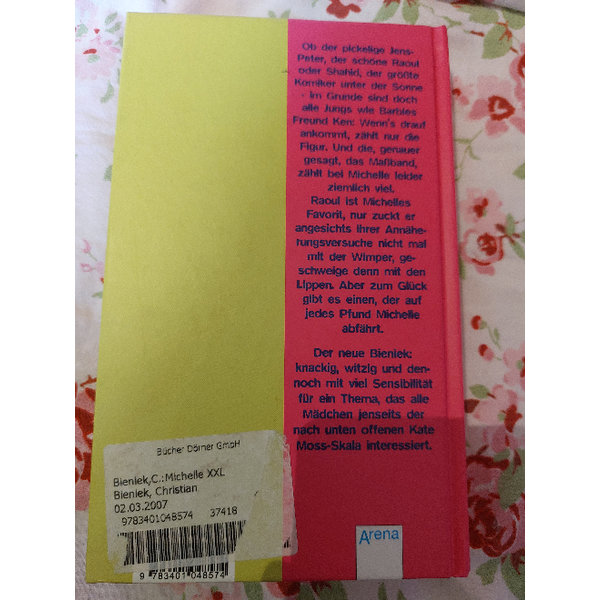 Ob der pickelige Jens-
Peter, der schöne Raoul
oder Shahid, der größte
Komiker unter der Sonne
- im Grunde sind doch
alle Jungs wie Barbies
Freund Ken: Wenn's drauf
ankommt, zählt nur die
Figur. Und die, genauer
gesagt, das Maßband,
zählt bei Michelle leider
ziemlich viel.
Raoul ist Michelles
Favorit, nur zuckt er
angesichts ihrer Annähe-
rungsversuche nicht mal
mit der Wimper, ge-
schweige denn mit den
Lippen. Aber zum Glück
gibt es einen, der auf
jedes Pfund Michelle
abfährt.
Der neue Bieniek:
knackig, witzig und den-
noch mit viel Sensibilität
für ein Thema, das alle
Mädchen jenseits der
nach unten offenen Kate
Moss-Skala interessiert.
Bücher Dörner GmbH
Bieniek,C.:Michelle XXL
Bieniek, Christian
02.03.2007
9783401048574 37418
9 783401 048574
Arena